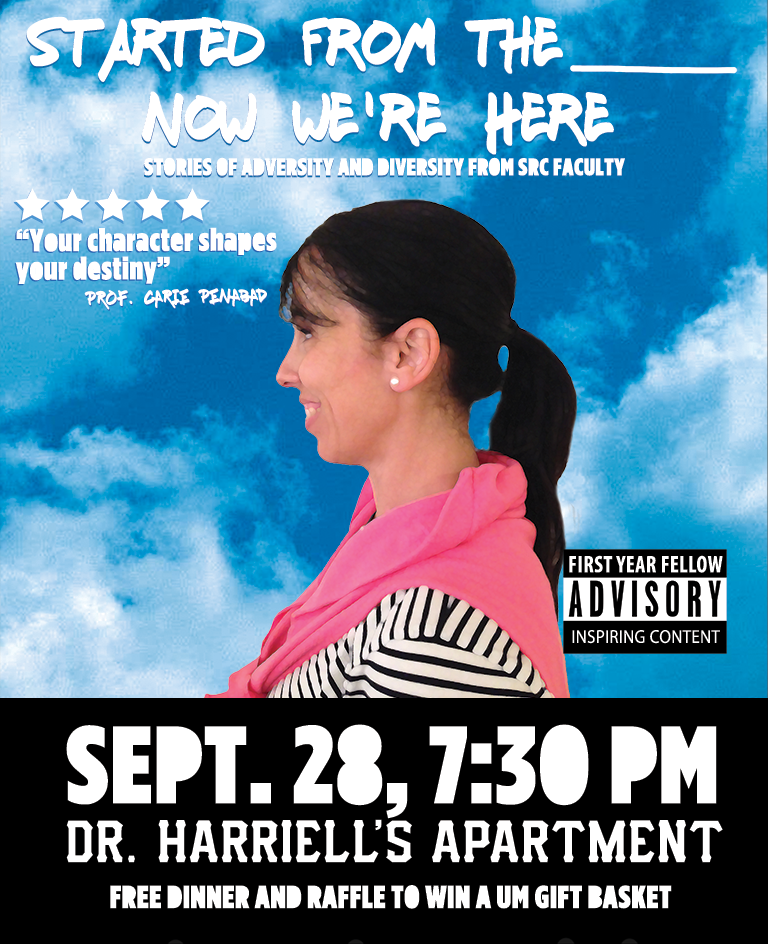 STARTED FROM THE______
NOW WE'RE HERE
STORIES OF ADVERSITY AND DIVERSITY FROM SRC FACULTY
“Your character shapes
your destiny”
PROF. CARIE PENABAD
FIRST YEAR FELLOW
ADVISORY
INSPIRING CONTENT
SEPT. 28, 7:30 PM
DR. HARRIELL'S APARTMENT
FREE DINNER AND RAFFLE TO WIN A UM GIFT BASKET